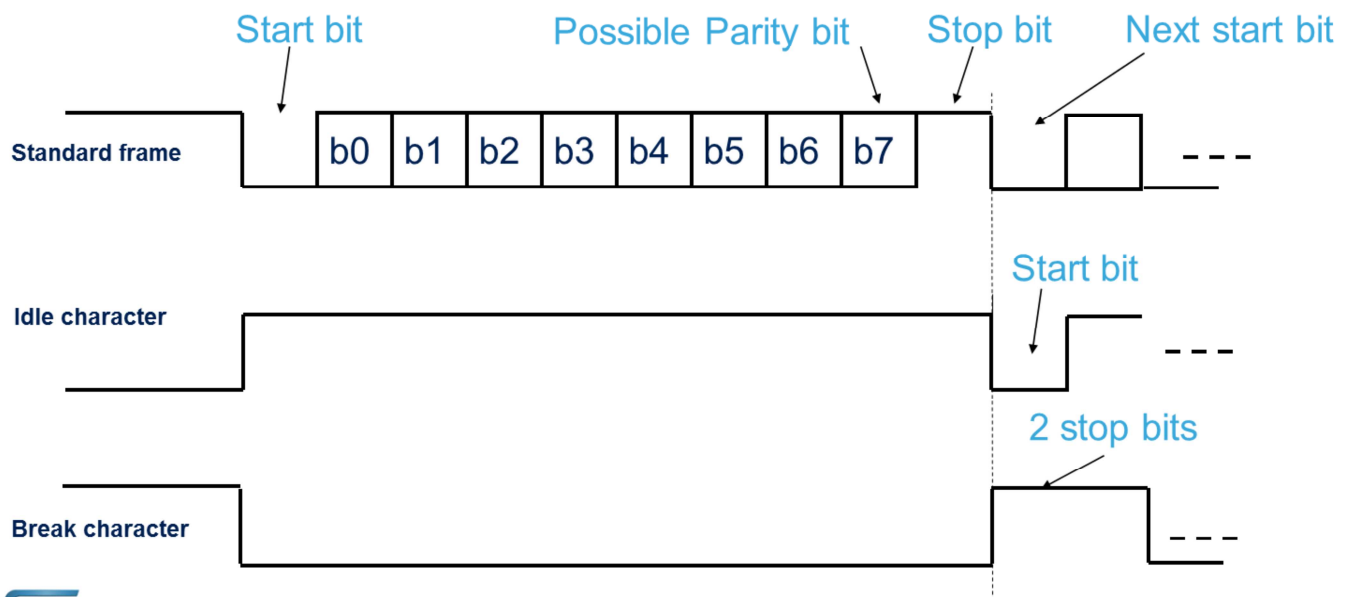 Start bit
Possible Parity bit
Stop bit
Next start bit
Standard frame
b0 b1 b2 b3 b4 b5 b6 b7
Start bit
Idle character
2 stop bits
Break character